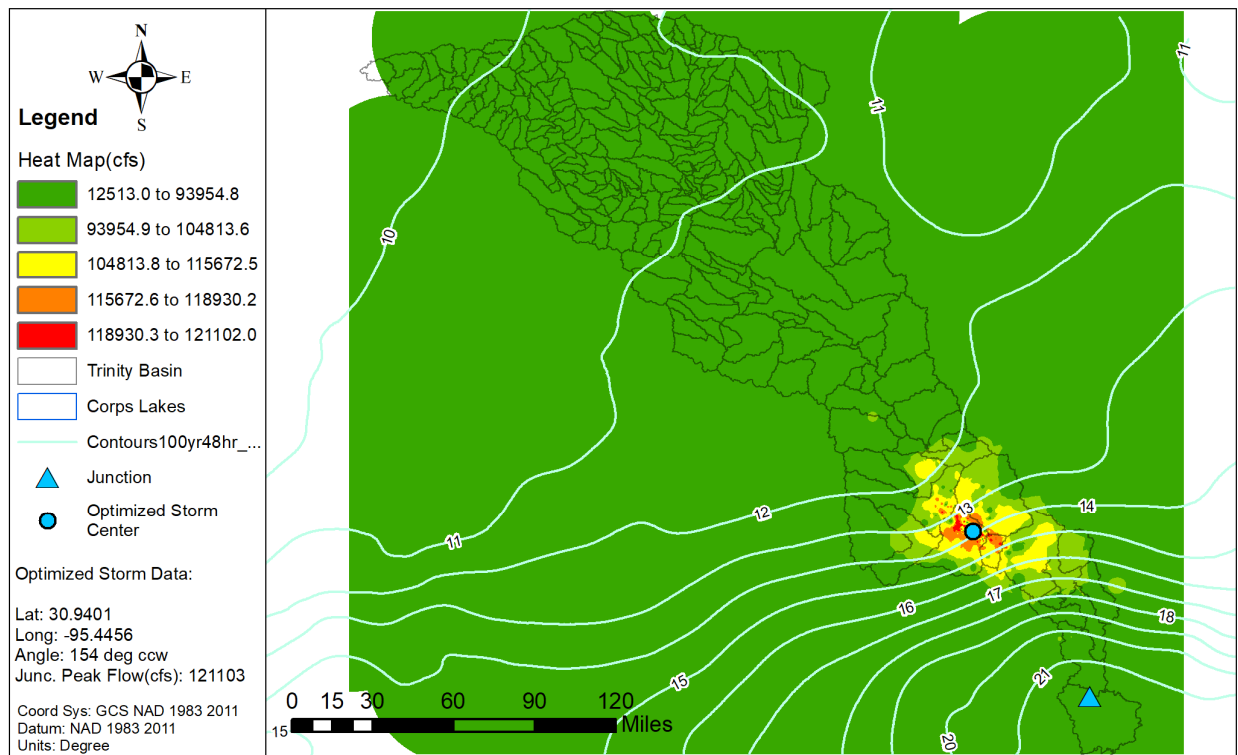 N
W E
S
Legend
Heat Map(cfs)
12513.0 to 93954.8
93954.9 to 104813.6
104813.8 to 115672.5
115672.6 to 118930.2
118930.3 to 121102.0
Trinity Basin
Corps Lakes
Contours100yr48hr_...
Junction
Optimized Storm
Center
Optimized Storm Data:
Lat: 30.9401
Long: -95.4456
Angle: 154 deg ccw
Junc. Peak Flow(cfs): 121103
Coord Sys: GCS NAD 1983 2011
Datum: NAD 1983 2011
Units: Degree
11
11
10
13
14
12
11
16
17
18
15
21
20
15
0 15 30 60 90 120
Miles